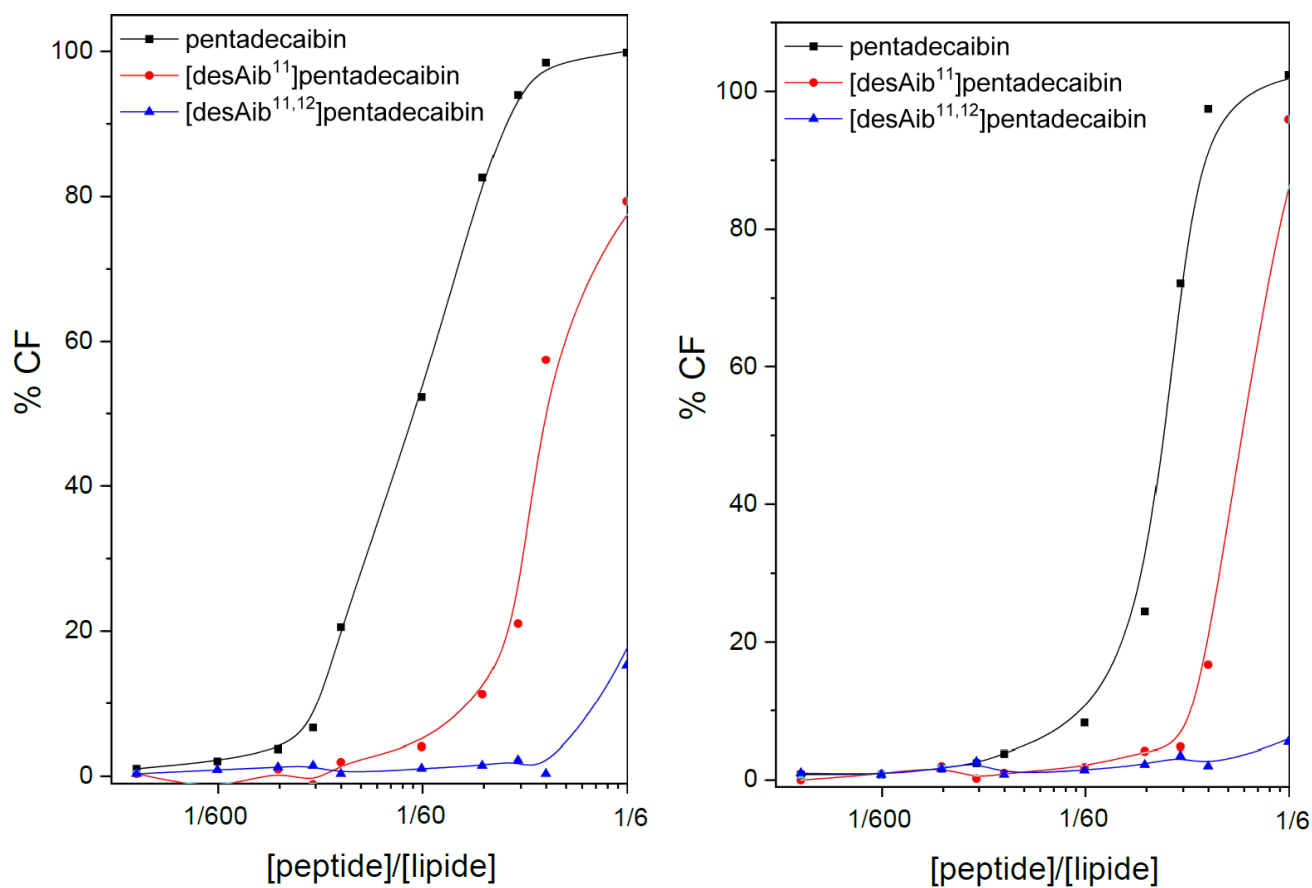 pentadecaibin
[desAib¹¹]pentadecaibin
[desAib¹¹,¹²]pentadecaibin
100
80
60
40
20
0
% CF
1/600
1/60
1/6
[peptide]/[lipide]
pentadecaibin
[desAib¹¹]pentadecaibin
[desAib¹¹,¹²]pentadecaibin
100
80
60
40
20
0
% CF
1/600
1/60
1/6
[peptide]/[lipide]